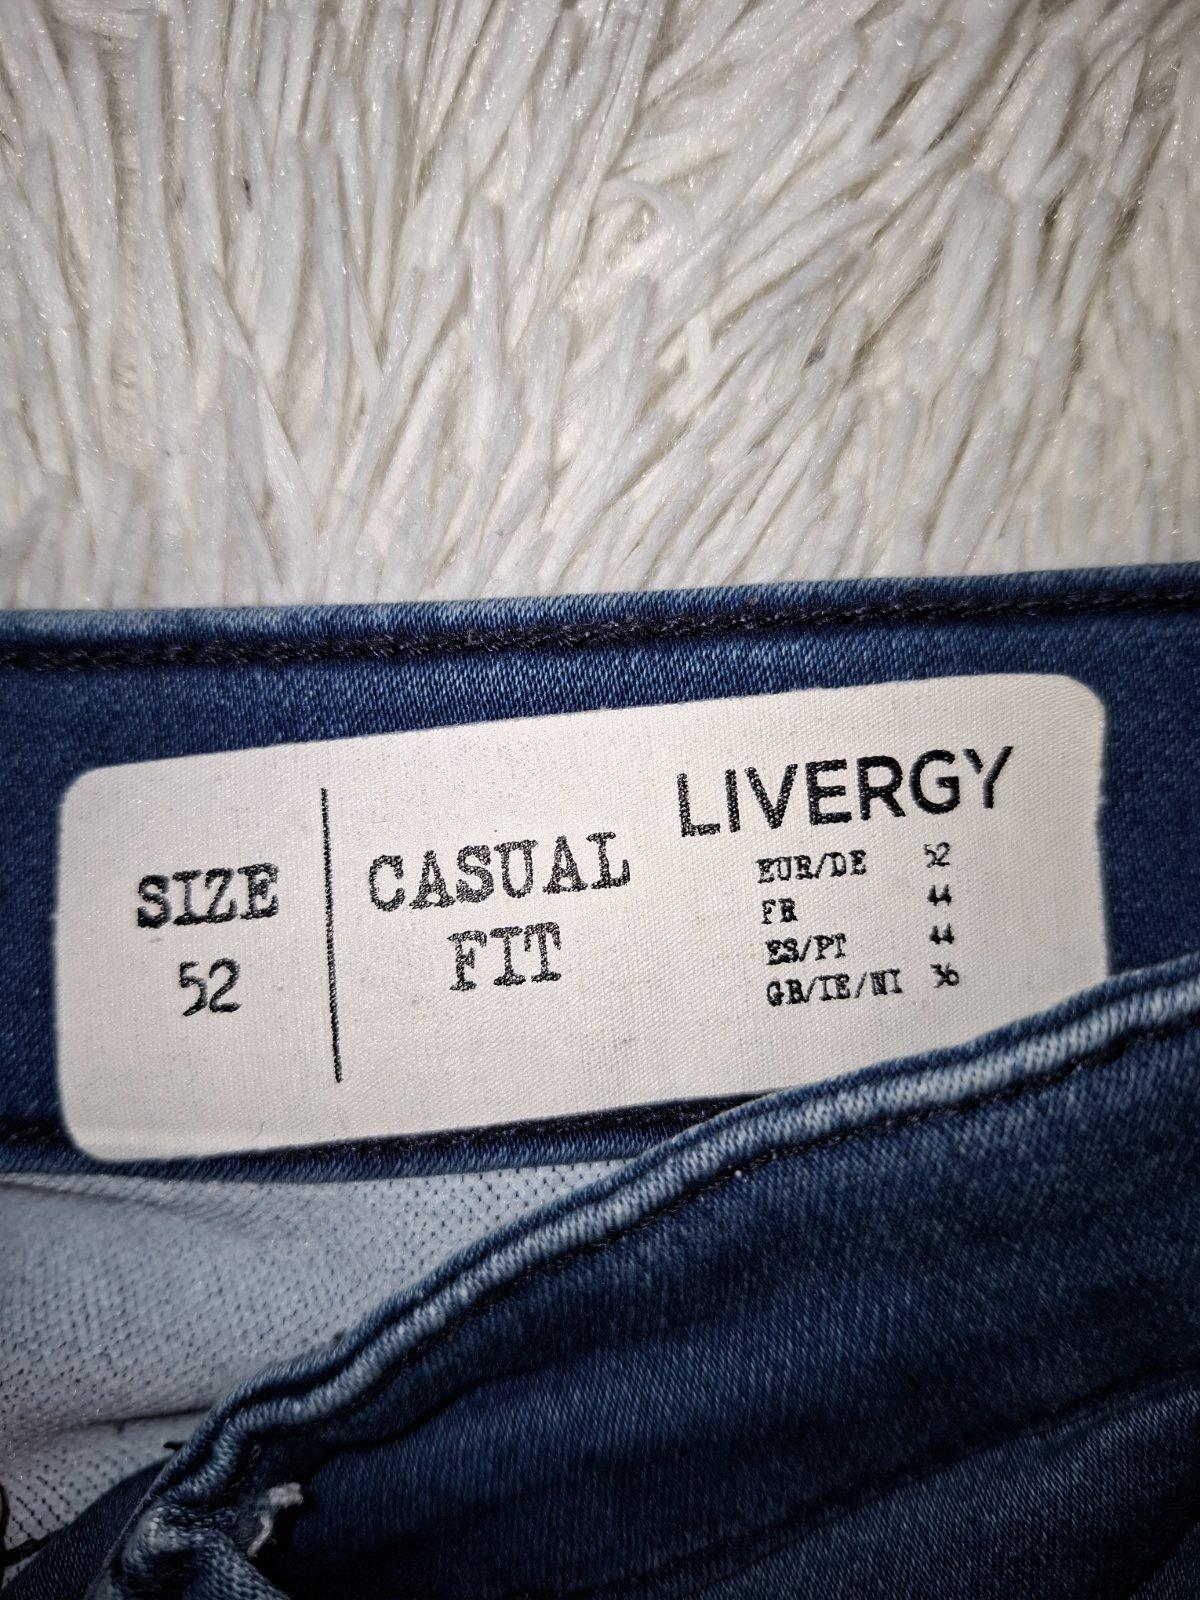 SIZE
52
CASUAL
FIT
LIVERGY
EUR/DE 52
FR 44
ES/PT 44
GB/IE/NI 36